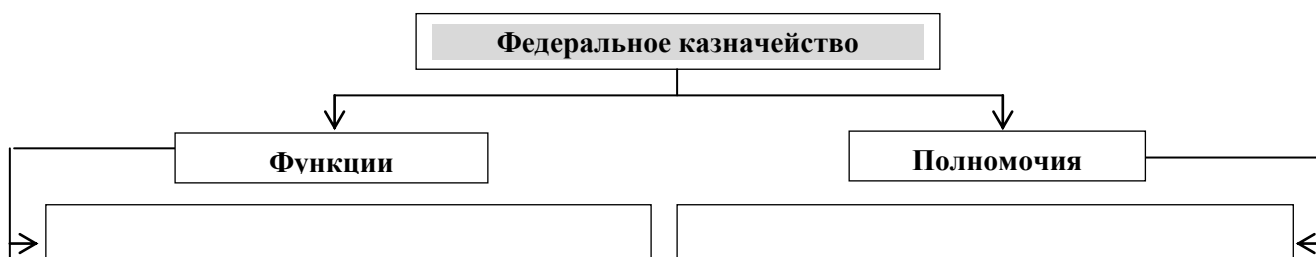 Федеральное казначейство
Функции
Полномочия